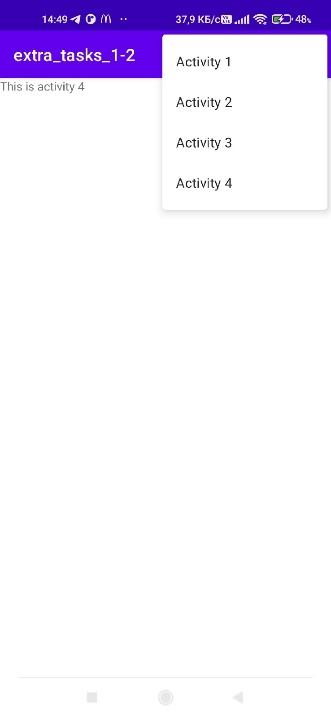 14:49 37,9 КБ/с 48%
extra_tasks_1-2
This is activity 4
Activity 1
Activity 2
Activity 3
Activity 4